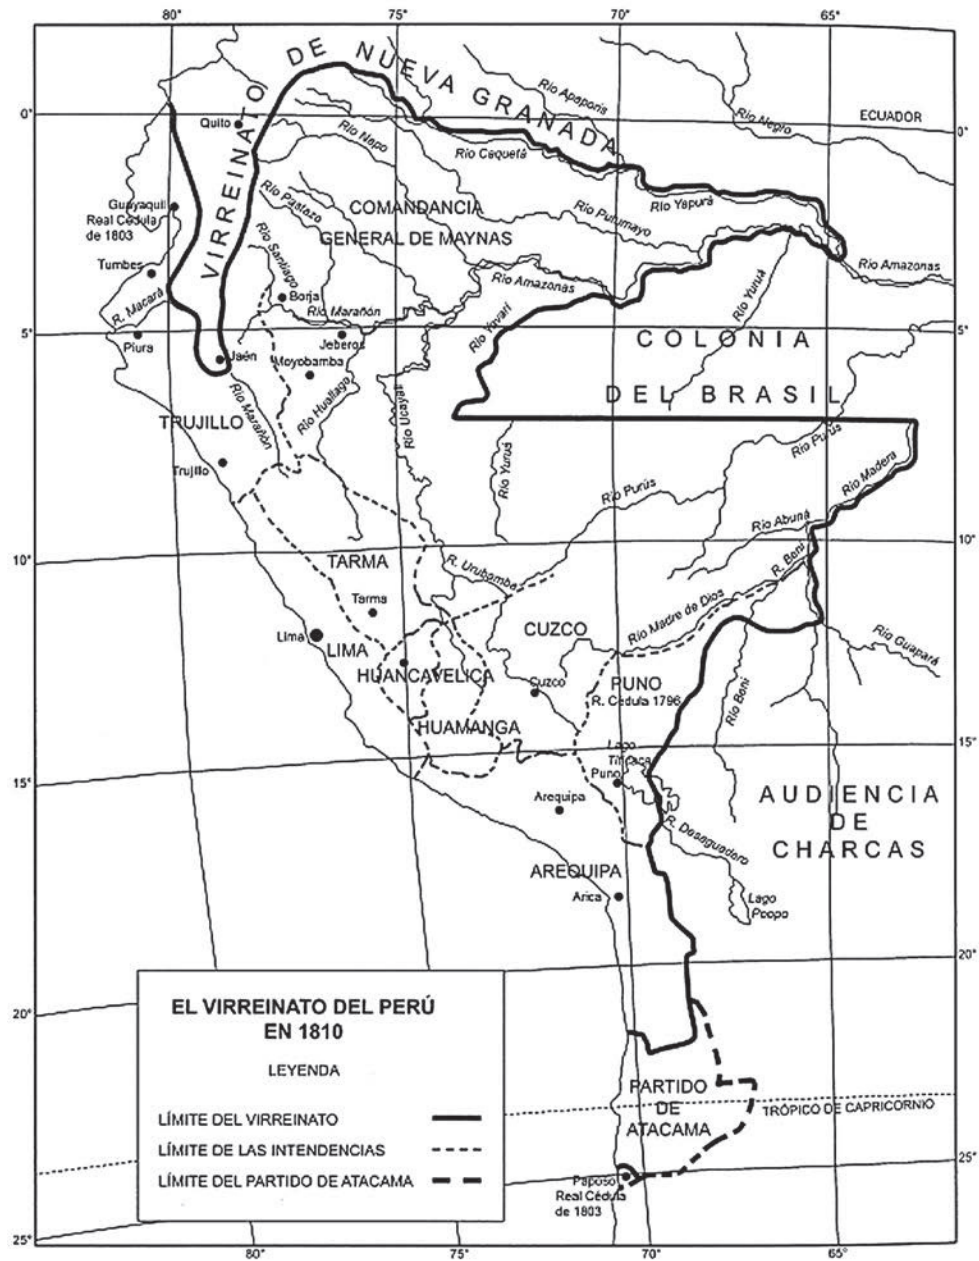 80°
75°
70°
65°
VIRREINATO DE NUEVA GRANADA
Río Apaporis
Río Negro
ECUADOR
0°
0°
Quito
Río Napo
Río Caquetá
Río Pastaza
COMANDANCIA
GENERAL DE MAYNAS
Río Yapurá
Río Putumayo
Guayaquil
Real Cédula
de 1803
Río Santiago
Tumbes
Río Amazonas
Río Amazonas
Borja
R. Macará
Río Marañón
Río Yavarí
Río Yuruá
5°
5°
Piura
Jeberos
Jaén
Moyobamba
COLONIA
DEL BRASIL
Río Marañón
Río Huallaga
Río Ucayali
TRUJILLO
Trujillo
Río Yuruá
Río Purús
Río Purús
Río Madera
Río Abuná
10°
10°
TARMA
R. Urubamba
R. Beni
Tarma
Río Madre de Dios
CUZCO
Río Guapará
Lima
LIMA
HUANCAVELICA
Cuzco
PUNO
R. Cédula 1796
Río Boni
HUAMANGA
15°
15°
Lago
Titicaca
Puno
Arequipa
R. Desaguadero
AUDIENCIA
DE
CHARCAS
AREQUIPA
Arica
Lago
Poopo
20°
20°
EL VIRREINATO DEL PERÚ
EN 1810
LEYENDA
LÍMITE DEL VIRREINATO
LÍMITE DE LAS INTENDENCIAS
LÍMITE DEL PARTIDO DE ATACAMA
PARTIDO
DE
ATACAMA
TRÓPICO DE CAPRICORNIO
25°
25°
Paposo
Real Cédula
de 1803
80°
75°
70°
65°